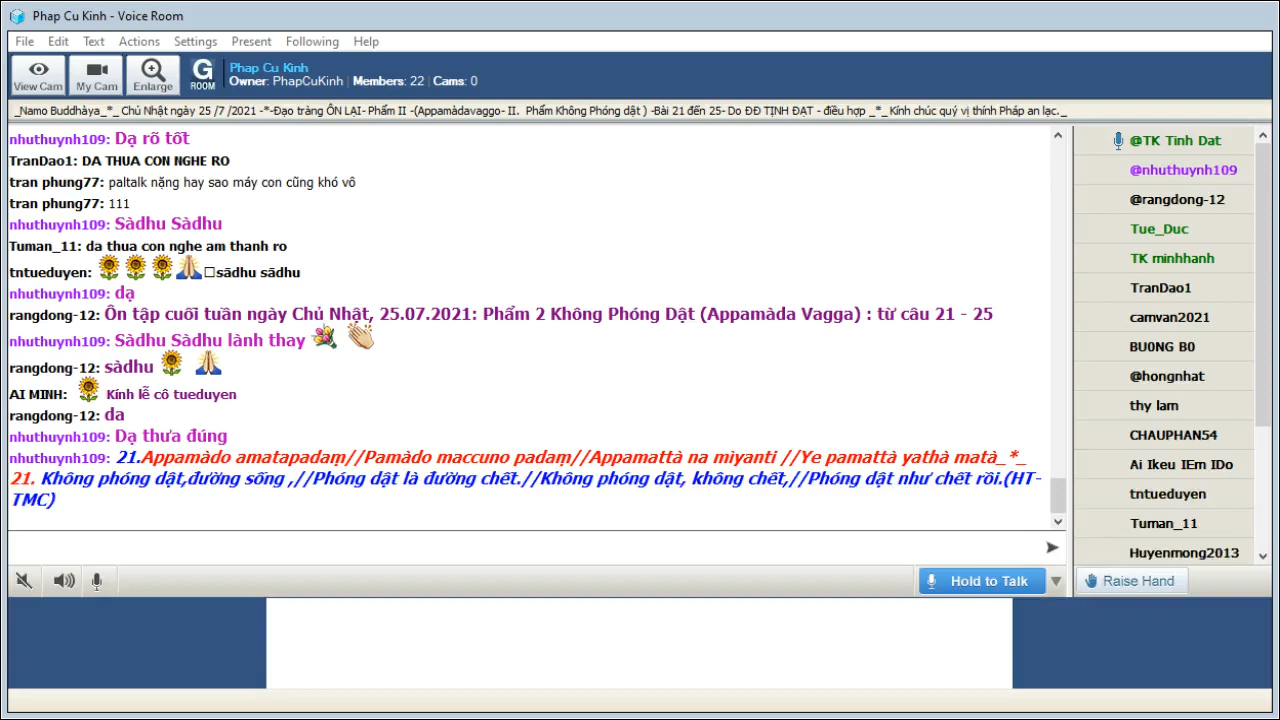 Phap Cu Kinh - Voice Room
File Edit Text Actions Settings Present Following Help
View Cam My Cam Enlarge G ROOM
Phap Cu Kinh
Owner: PhapCuKinh | Members: 22 | Cams: 0
_Namo Buddhàya_*_ Chủ Nhật ngày 25 /7 /2021 -*-Đạo tràng ÔN LẠI- Phẩm II -(Appamàdavaggo- II. Phẩm Không Phóng dật ) -Bài 21 đến 25- Do ĐĐ TỊNH ĐẠT - điều hợp _*_Kính chúc quý vị thính Pháp an lạc._
nhuthuynh109: Dạ rõ tốt
TranDao1: DA THUA CON NGHE RO
tran phung77: paltalk nặng hay sao máy con cũng khó vô
tran phung77: 111
nhuthuynh109: Sàdhu Sàdhu
Tuman_11: da thua con nghe am thanh ro
tntueduyen: 🌻🌻🌻🙏□sādhu sādhu
nhuthuynh109: dạ
rangdong-12: Ôn tập cuối tuần ngày Chủ Nhật, 25.07.2021: Phẩm 2 Không Phóng Dật (Appamàda Vagga) : từ câu 21 - 25
nhuthuynh109: Sàdhu Sàdhu lành thay 💐 👏
rangdong-12: sàdhu 🌻 🙏
AI MINH: 🌻 Kính lễ cô tueduyen
rangdong-12: da
nhuthuynh109: Dạ thưa đúng
nhuthuynh109: 21.Appamàdo amatapadaṃ//Pamàdo maccuno padaṃ//Appamattà na mìyanti //Ye pamattà yathà matà_*_
21. Không phóng dật,đường sống ,//Phóng dật là đường chết.//Không phóng dật, không chết,//Phóng dật như chết rồi.(HT-
TMC)
@TK Tinh Dat
@nhuthuynh109
@rangdong-12
Tue_Duc
TK minhhanh
TranDao1
camvan2021
BU0NG B0
@hongnhat
thy lam
CHAUPHAN54
Ai Ikeu IEm IDo
tntueduyen
Tuman_11
Huyenmong2013
Hold to Talk
Raise Hand